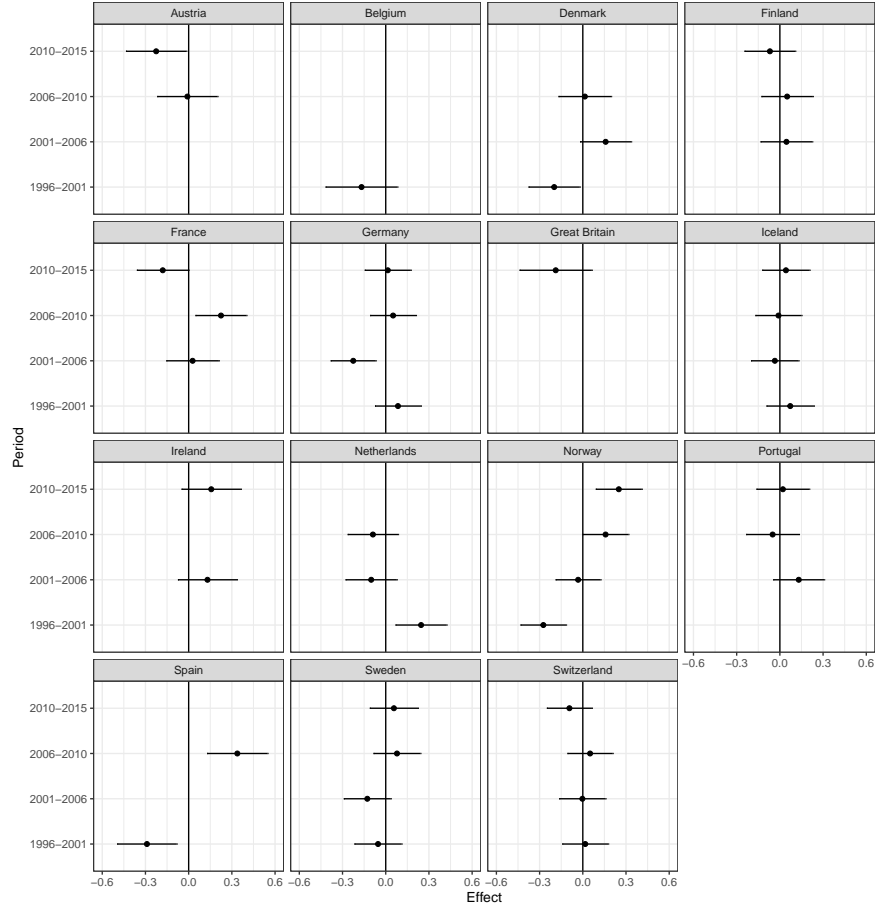 Austria Belgium Denmark Finland
2010–2015
2006–2010
2001–2006
1996–2001
France Germany Great Britain Iceland
2010–2015
2006–2010
2001–2006
1996–2001
Ireland Netherlands Norway Portugal
2010–2015
2006–2010
2001–2006
1996–2001
−0.6 −0.3 0.0 0.3 0.6
Spain Sweden Switzerland
2010–2015
2006–2010
2001–2006
1996–2001
−0.6 −0.3 0.0 0.3 0.6 −0.6 −0.3 0.0 0.3 0.6 −0.6 −0.3 0.0 0.3 0.6
Effect
Period